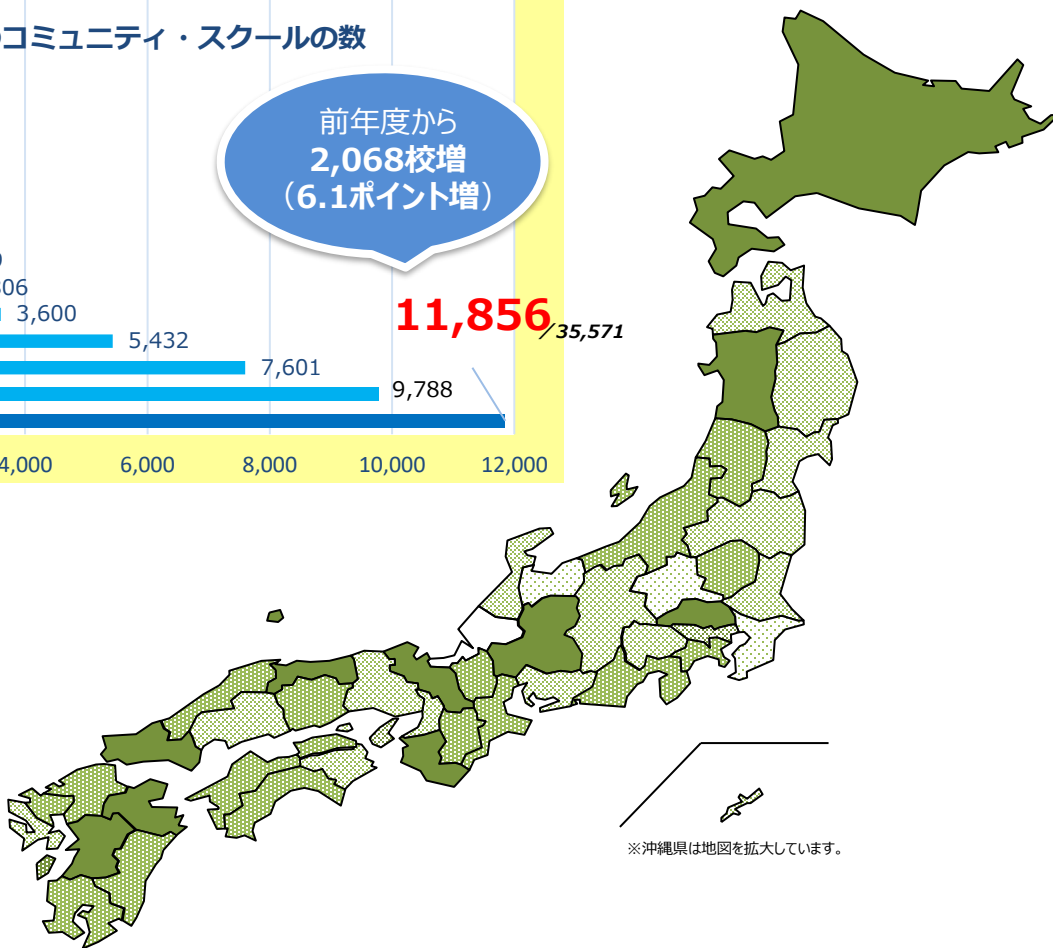 コミュニティ・スクールの数
前年度から
2,068校増
（6.1ポイント増）
3,600
11,856/35,571
5,432
7,601
9,788
6,000
8,000
10,000
12,000
※沖縄県は地図を拡大しています。